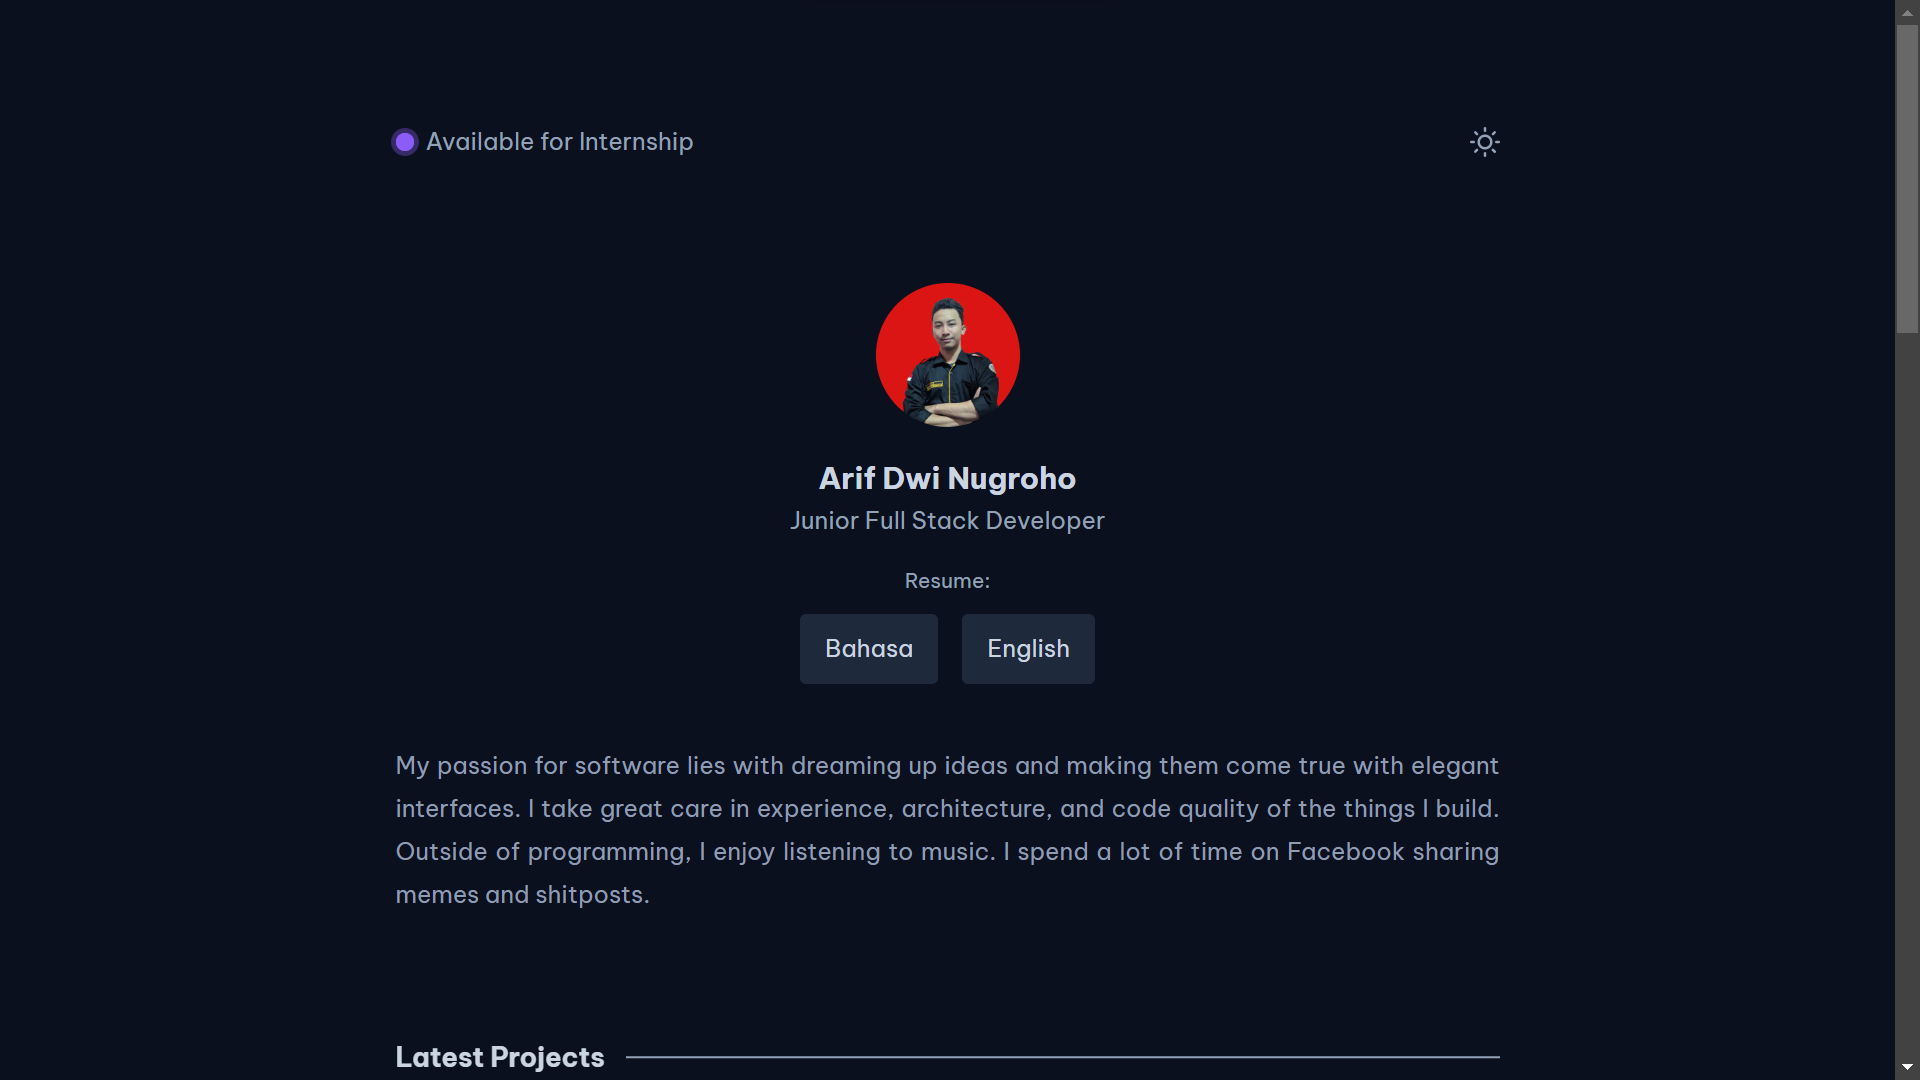 Available for Internship
Arif Dwi Nugroho
Junior Full Stack Developer
Resume:
Bahasa
English
My passion for software lies with dreaming up ideas and making them come true with elegant
interfaces. I take great care in experience, architecture, and code quality of the things I build.
Outside of programming, I enjoy listening to music. I spend a lot of time on Facebook sharing
memes and shitposts.
Latest Projects